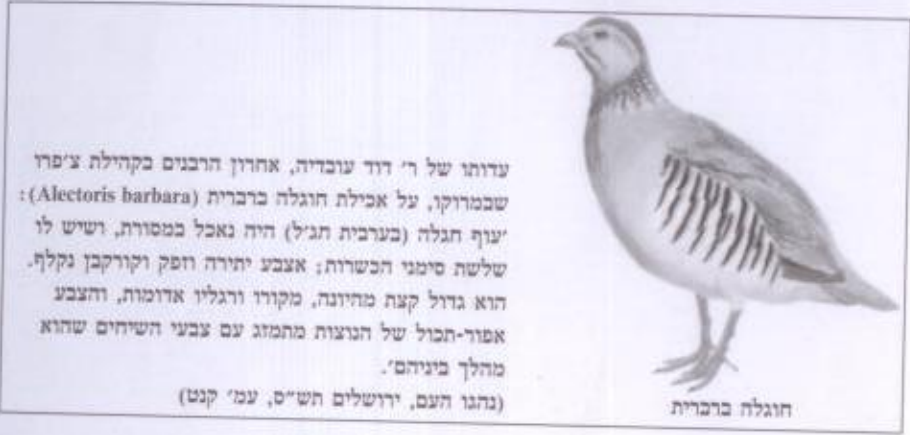 עדותו של ר׳ דוד עובדיה, אחרון הרבנים בקהילת צ׳פרו
שבמרוקו, על אכילת חוגלה ברברית (Alectoris barbara):
׳עוף חגלה (בערבית חג׳ל) היה נאכל במסורת, ושיש לו
שלשת סימני הכשרות: אצבע יתירה וזפק וקורקבן נקלף.
הוא גדול קצת מהיונה, מקורו ורגליו אדומות, והצבע
אפור-תכול של הנוצות מתמזג עם צבעי השיחים שהוא
מהלך ביניהם׳.
(נהגו העם, ירושלים תש״ס, עמ׳ קנט)
חוגלה ברברית